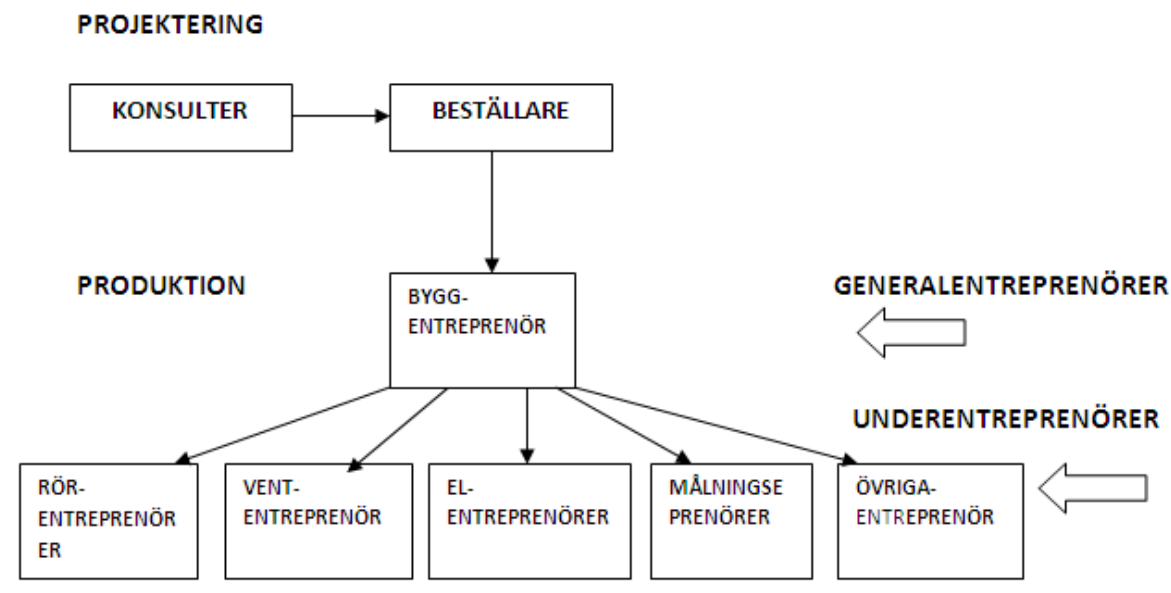 PROJEKTERING
KONSULTER
BESTÄLLARE
PRODUKTION
BYGG-
ENTREPRENÖR
GENERALENTREPRENÖRER
UNDERENTREPRENÖRER
RÖR-
ENTREPRENÖR
ER
VENT-
ENTREPRENÖR
EL-
ENTREPRENÖRER
MÅLNINGSE
PRENÖRER
ÖVRIGA-
ENTREPRENÖR